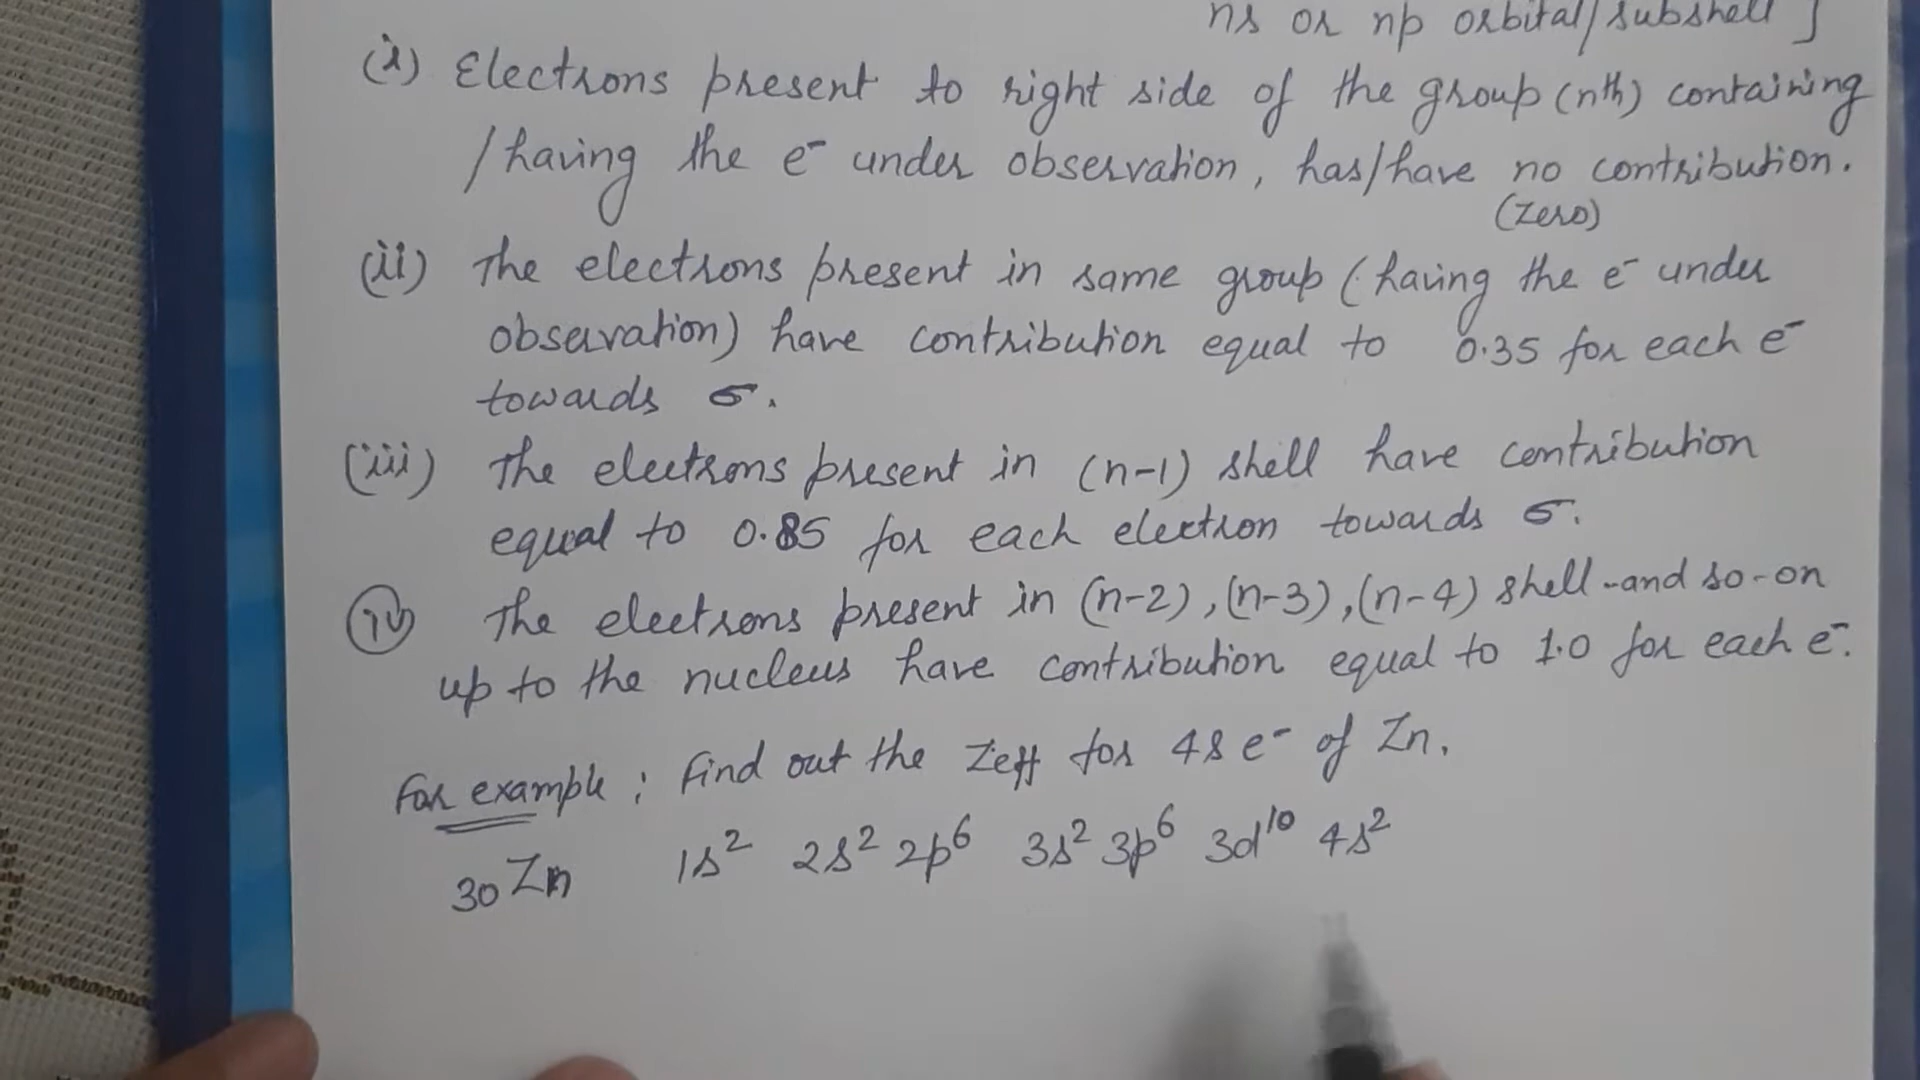 ns or np orbital/subshell]
(i) Electrons present to right side of the group (nth) containing
/having the e⁻ under observation, has/have no contribution.
(zero)
(ii) The electrons present in same group (having the e⁻ under
observation) have contribution equal to 0.35 for each e⁻
towards σ.
(iii) The electrons present in (n-1) shell have contribution
equal to 0.85 for each electron towards σ.
(iv) The electrons present in (n-2), (n-3), (n-4) shell -and so-on
up to the nucleus have contribution equal to 1.0 for each e⁻.
For example : Find out the Zeff for 4s e⁻ of Zn.
₃₀Zn 1s² 2s² 2p⁶ 3s² 3p⁶ 3d¹⁰ 4s²